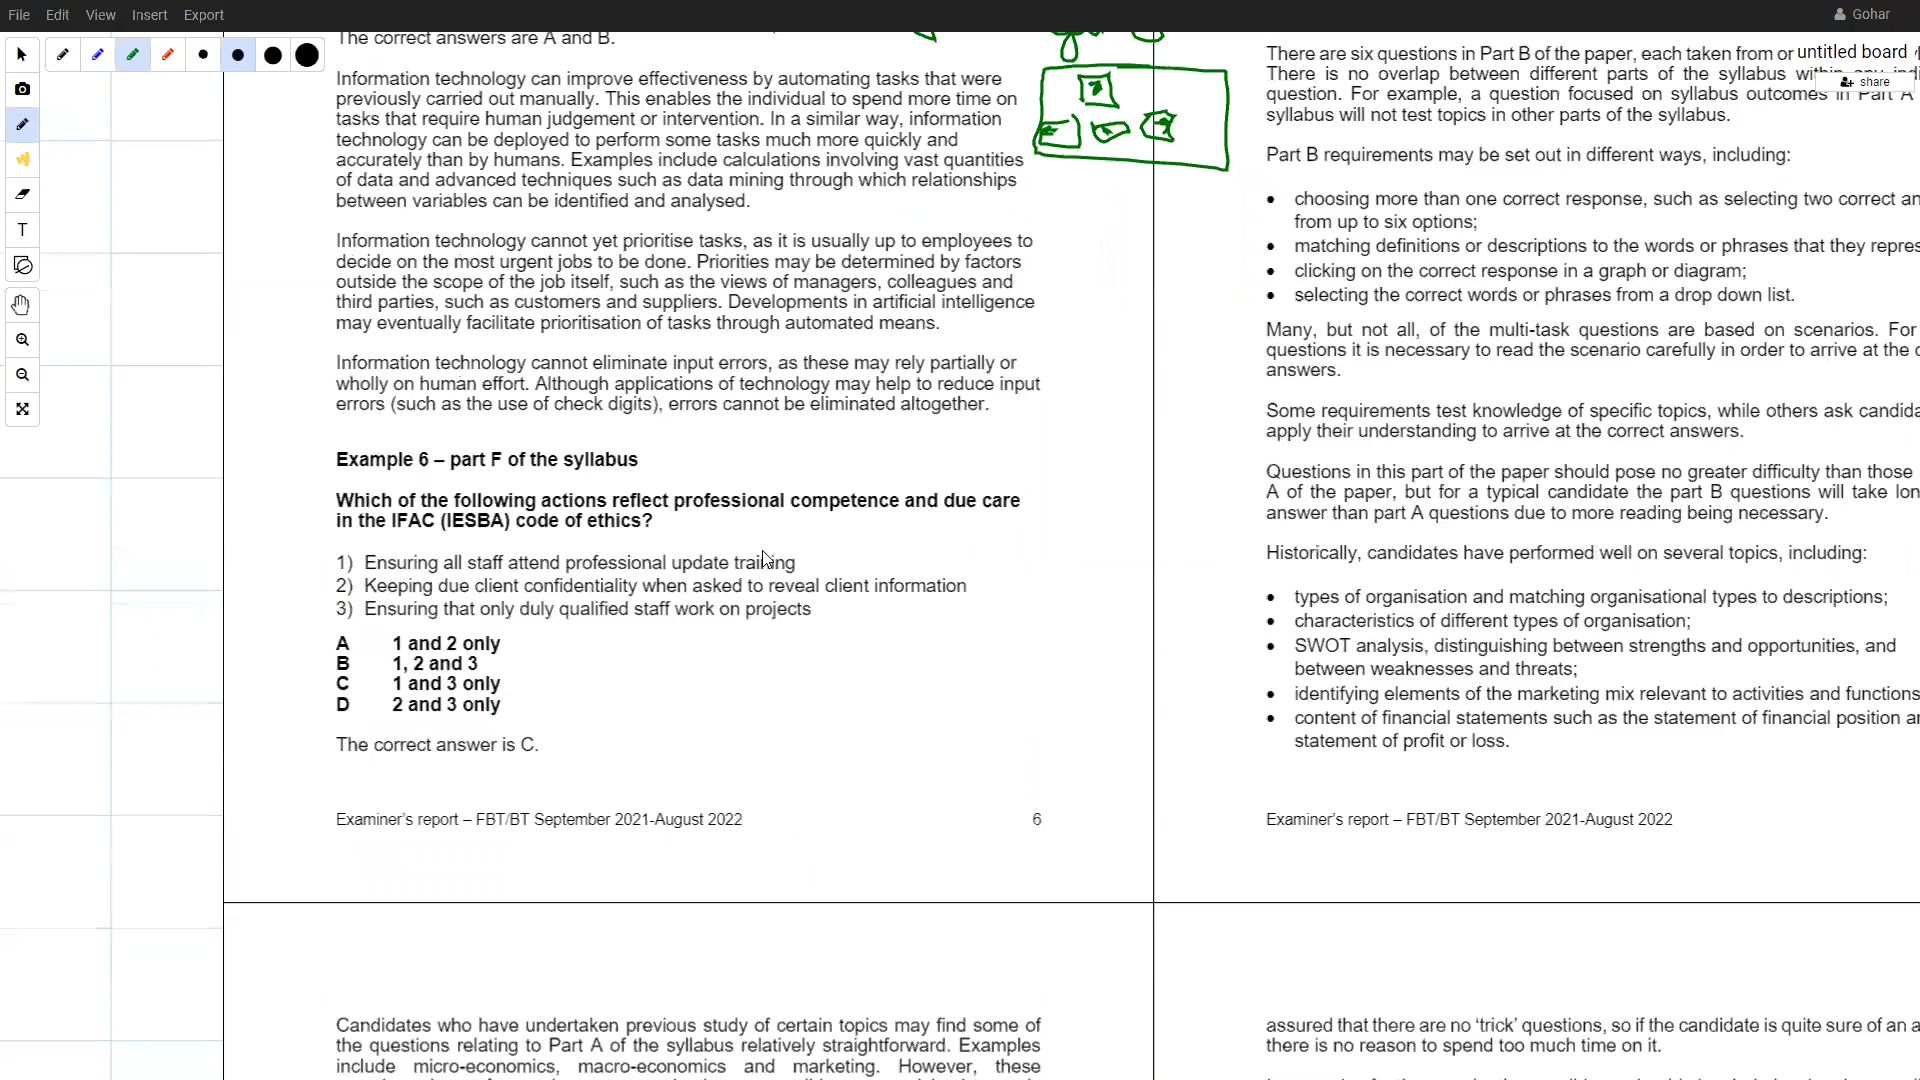 File Edit View Insert Export
Gohar
untitled board
share
T
The correct answers are A and B.
Information technology can improve effectiveness by automating tasks that were
previously carried out manually. This enables the individual to spend more time on
tasks that require human judgement or intervention. In a similar way, information
technology can be deployed to perform some tasks much more quickly and
accurately than by humans. Examples include calculations involving vast quantities
of data and advanced techniques such as data mining through which relationships
between variables can be identified and analysed.
Information technology cannot yet prioritise tasks, as it is usually up to employees to
decide on the most urgent jobs to be done. Priorities may be determined by factors
outside the scope of the job itself, such as the views of managers, colleagues and
third parties, such as customers and suppliers. Developments in artificial intelligence
may eventually facilitate prioritisation of tasks through automated means.
Information technology cannot eliminate input errors, as these may rely partially or
wholly on human effort. Although applications of technology may help to reduce input
errors (such as the use of check digits), errors cannot be eliminated altogether.
Example 6 – part F of the syllabus
Which of the following actions reflect professional competence and due care
in the IFAC (IESBA) code of ethics?
1) Ensuring all staff attend professional update training
2) Keeping due client confidentiality when asked to reveal client information
3) Ensuring that only duly qualified staff work on projects
A 1 and 2 only
B 1, 2 and 3
C 1 and 3 only
D 2 and 3 only
The correct answer is C.
Examiner's report – FBT/BT September 2021-August 2022 6
Candidates who have undertaken previous study of certain topics may find some of
the questions relating to Part A of the syllabus relatively straightforward. Examples
include micro-economics, macro-economics and marketing. However, these
There are six questions in Part B of the paper, each taken from or
There is no overlap between different parts of the syllabus within any
question. For example, a question focused on syllabus outcomes in Part A
syllabus will not test topics in other parts of the syllabus.
Part B requirements may be set out in different ways, including:
• choosing more than one correct response, such as selecting two correct
from up to six options;
• matching definitions or descriptions to the words or phrases that they
• clicking on the correct response in a graph or diagram;
• selecting the correct words or phrases from a drop down list.
Many, but not all, of the multi-task questions are based on scenarios. For
questions it is necessary to read the scenario carefully in order to arrive at the
answers.
Some requirements test knowledge of specific topics, while others ask
apply their understanding to arrive at the correct answers.
Questions in this part of the paper should pose no greater difficulty than those
A of the paper, but for a typical candidate the part B questions will take
answer than part A questions due to more reading being necessary.
Historically, candidates have performed well on several topics, including:
• types of organisation and matching organisational types to descriptions;
• characteristics of different types of organisation;
• SWOT analysis, distinguishing between strengths and opportunities, and
between weaknesses and threats;
• identifying elements of the marketing mix relevant to activities and functions
• content of financial statements such as the statement of financial position
statement of profit or loss.
Examiner's report – FBT/BT September 2021-August 2022
assured that there are no 'trick' questions, so if the candidate is quite sure of an
there is no reason to spend too much time on it.